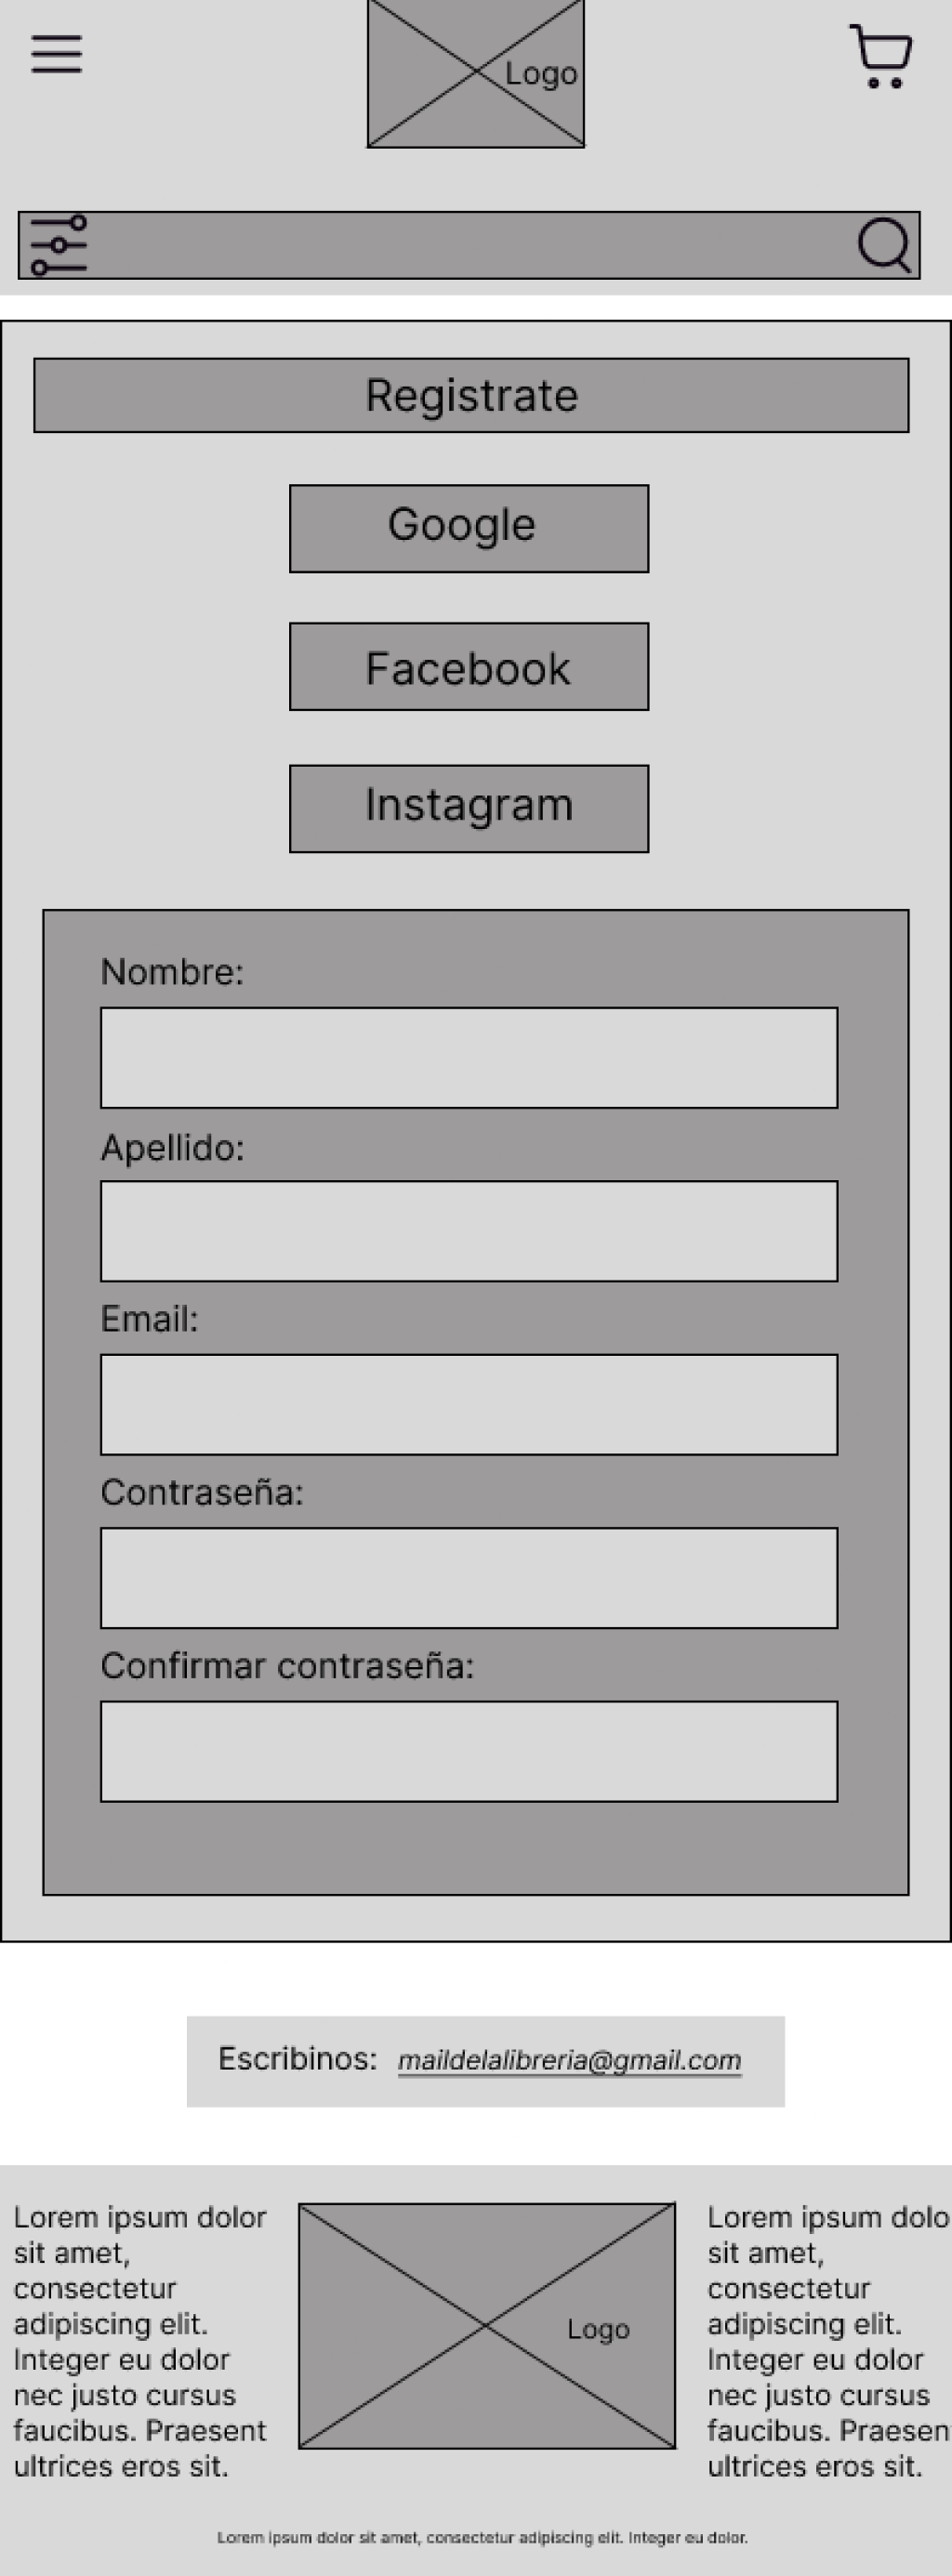 Logo
Registrate
Google
Facebook
Instagram
Nombre:
Apellido:
Email:
Contraseña:
Confirmar contraseña:
Escribinos: maildelalibreria@gmail.com
Lorem ipsum dolor
sit amet,
consectetur
adipiscing elit.
Integer eu dolor
nec justo cursus
faucibus. Praesent
ultrices eros sit.
Logo
Lorem ipsum dolo
sit amet,
consectetur
adipiscing elit.
Integer eu dolor
nec justo cursus
faucibus. Praesen
ultrices eros sit.
Lorem ipsum dolor sit amet, consectetur adipiscing elit. Integer eu dolor.